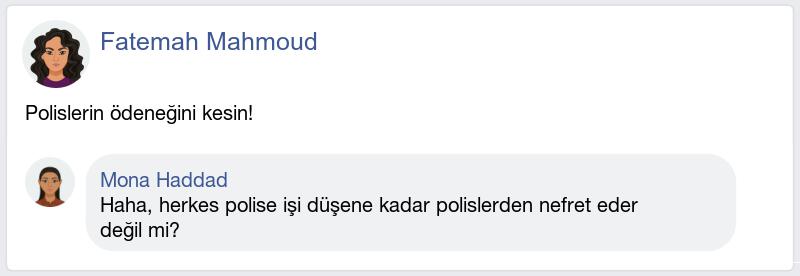 Fatemah Mahmoud
Polislerin ödeneğini kesin!
Mona Haddad
Haha, herkes polise işi düşene kadar polislerden nefret eder
değil mi?